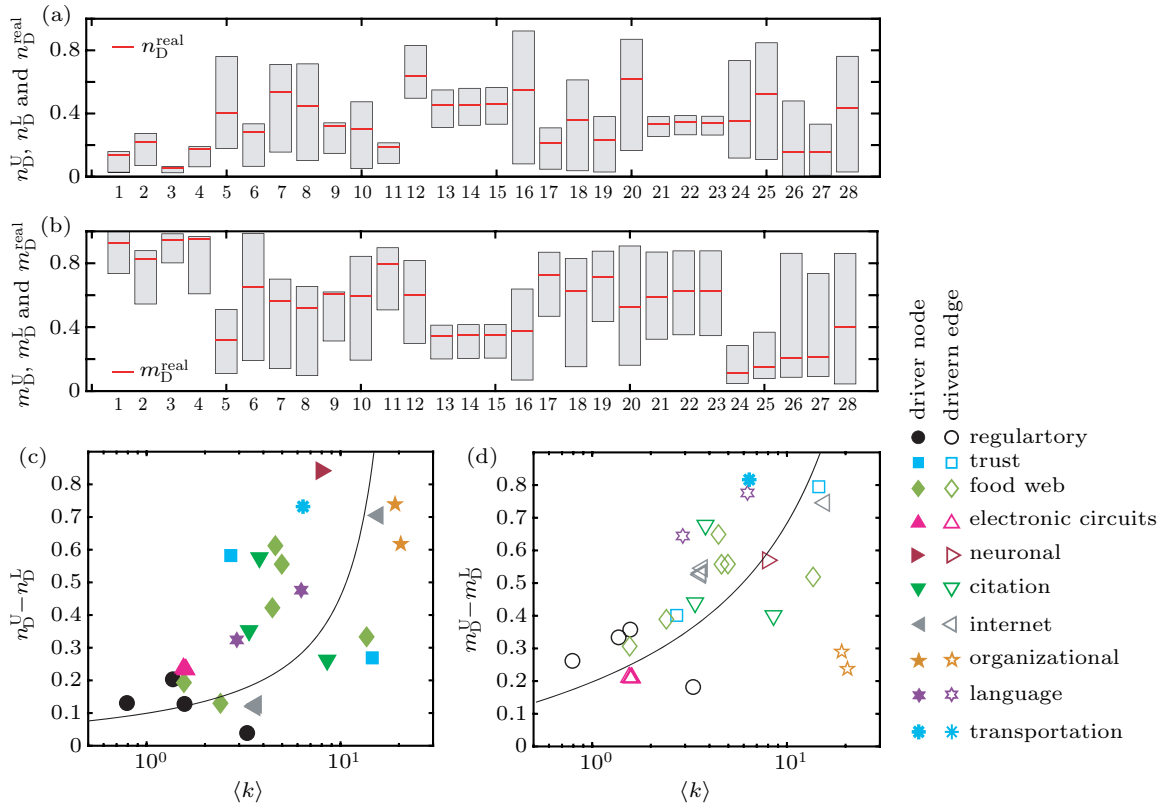 (a)
n_D^U, n_D^L and n_D^real
0.8
0.4
0
n_D^real
1 2 3 4 5 6 7 8 9 10 11 12 13 14 15 16 17 18 19 20 21 22 23 24 25 26 27 28
(b)
m_D^U, m_D^L and m_D^real
0.8
0.4
0
m_D^real
1 2 3 4 5 6 7 8 9 10 11 12 13 14 15 16 17 18 19 20 21 22 23 24 25 26 27 28
(c)
n_D^U−n_D^L
0.8
0.7
0.6
0.5
0.4
0.3
0.2
0.1
0
10^0 10^1
⟨k⟩
(d)
m_D^U−m_D^L
0.8
0.7
0.6
0.5
0.4
0.3
0.2
0.1
0
10^0 10^1
⟨k⟩
driver node
drivern edge
regulartory
trust
food web
electronic circuits
neuronal
citation
internet
organizational
language
transportation